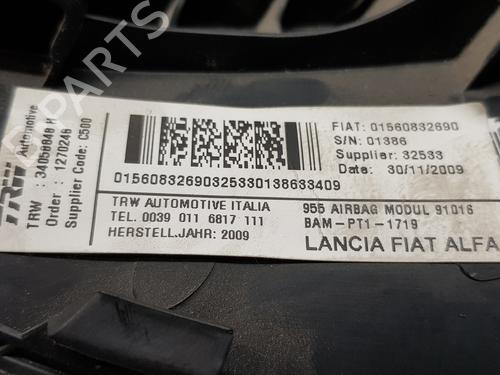 TRW Automotive
TRW : 34058848 H
Order : 1270246
Supplier Code: C500
01560832690325330138633409
TRW AUTOMOTIVE ITALIA
TEL. 0039 011 6817 111
HERSTELL.JAHR: 2009
FIAT: 01560832690
S/N: 01386
Supplier: 32533
Date: 30/11/2009
955 AIRBAG MODUL 91016
BAM-PT1-1719
LANCIA FIAT ALFA